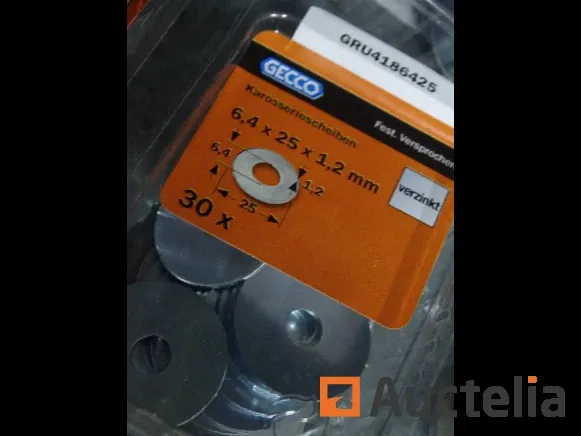 GRU4186425
GECCO
Karosseriescheiben
Fest. Versprochen
6,4 x 25 x 1,2 mm
6,4
1,2
25
verzinkt
30 x
Auctelia